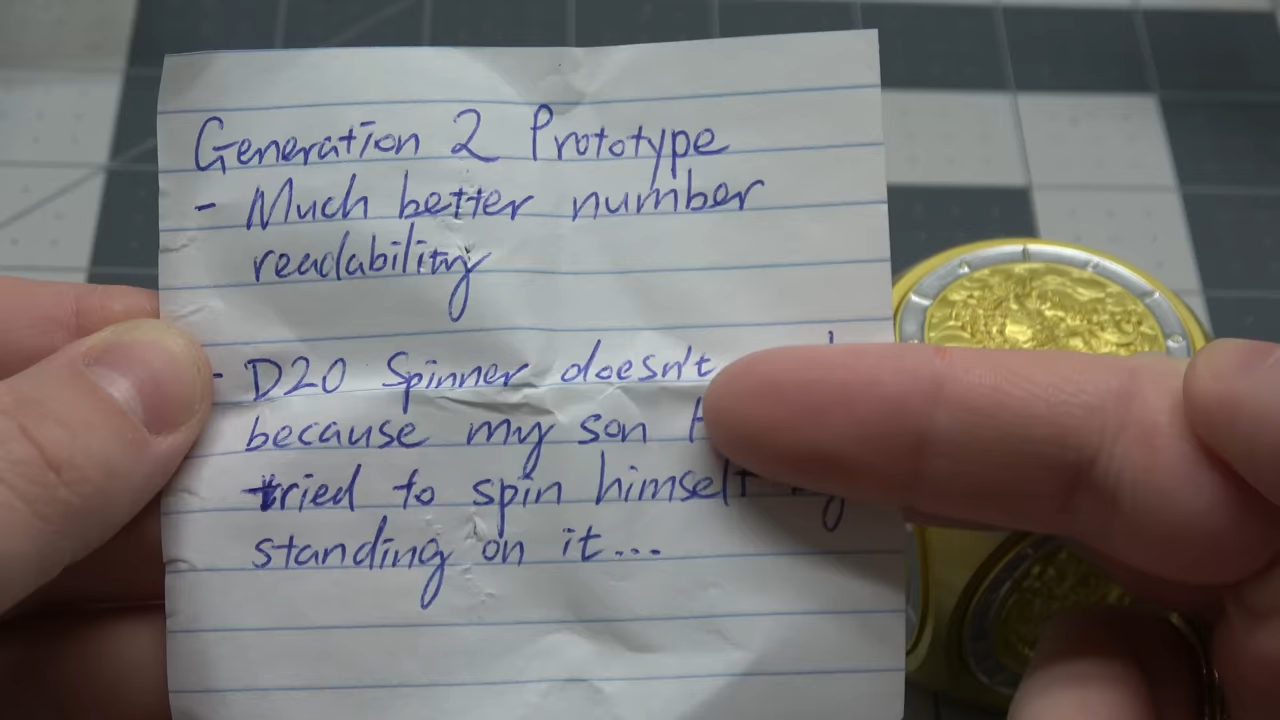 Generation 2 Prototype
- Much better number
readability
- D20 Spinner doesn't
because my son
tried to spin himself
standing on it...